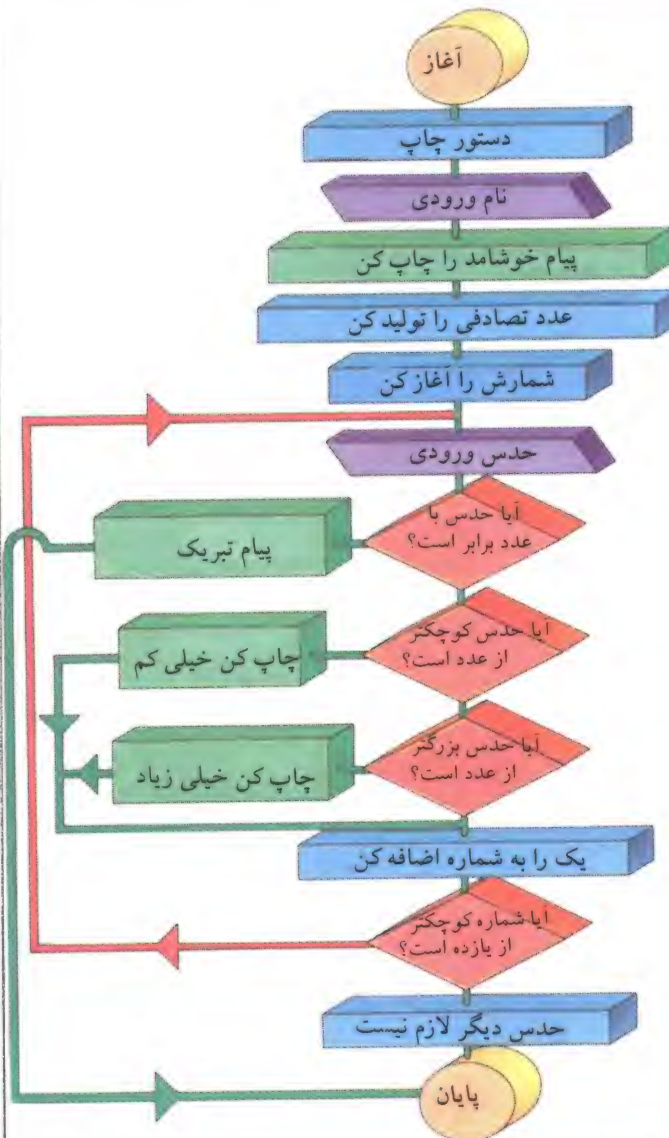 آغاز
دستور چاپ
نام ورودی
پیام خوشامد را چاپ کن
عدد تصادفی را تولید کن
شمارش را آغاز کن
حدس ورودی
آیا حدس با
عدد برابر است؟
پیام تبریک
آیا حدس کوچکتر
از عدد است؟
چاپ کن خیلی کم
آیا حدس بزرگتر
از عدد است؟
چاپ کن خیلی زیاد
یک را به شماره اضافه کن
آیا شماره کوچکتر
از یازده است؟
حدس دیگر لازم نیست
پایان